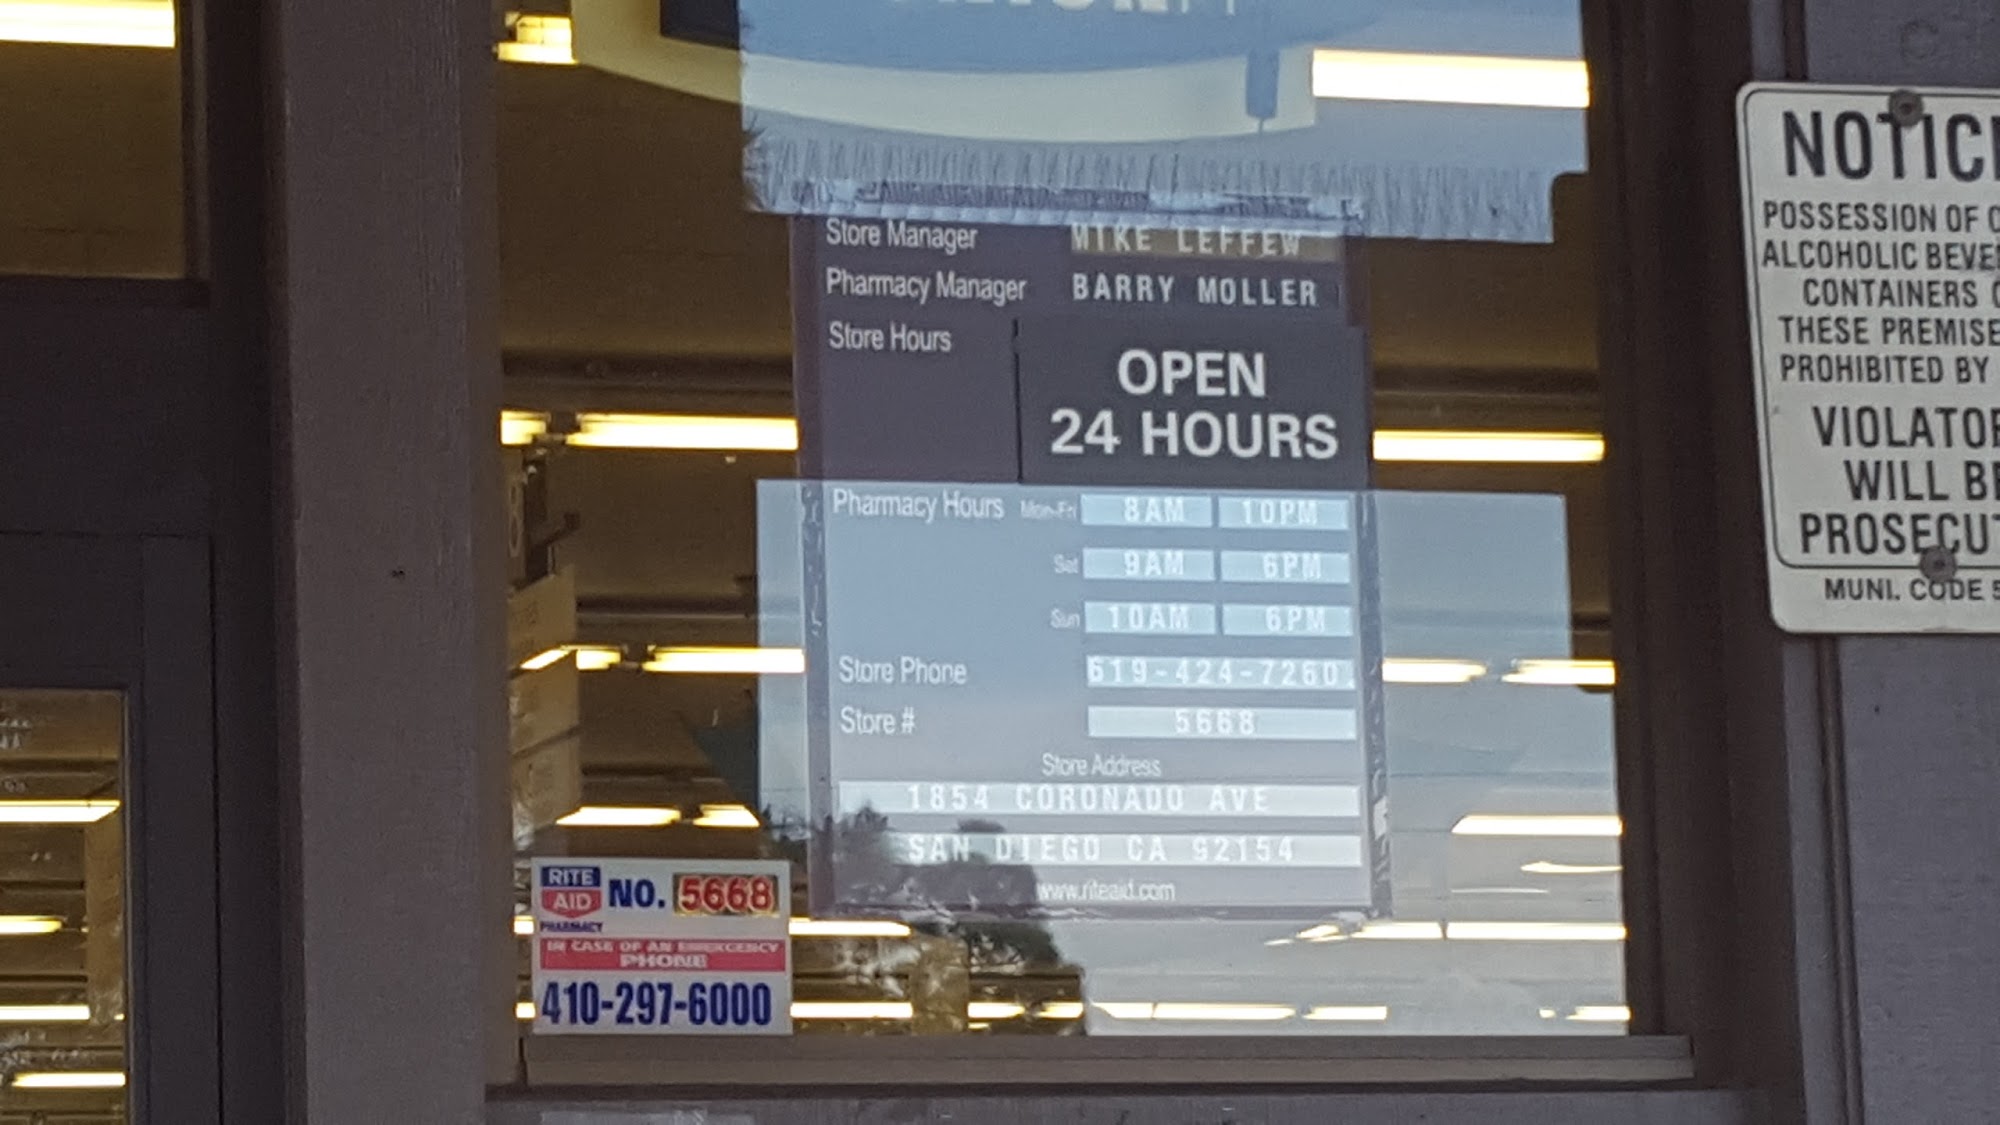 Store Manager MIKE LEFFEW
Pharmacy Manager BARRY MOLLER
Store Hours
OPEN
24 HOURS
Pharmacy Hours Mon-Fri 8AM 10PM
Sat 9AM 6PM
Sun 10AM 6PM
Store Phone 619-424-7260
Store # 5668
Store Address
1854 CORONADO AVE
SAN DIEGO CA 92154
www.riteaid.com
RITE
AID
PHARMACY
NO. 5668
IN CASE OF AN EMERGENCY
PHONE
410-297-6000
NOTIC
POSSESSION OF
ALCOHOLIC BEVE
CONTAINERS
THESE PREMISE
PROHIBITED BY
VIOLATOR
WILL BE
PROSECUT
MUNI. CODE 5